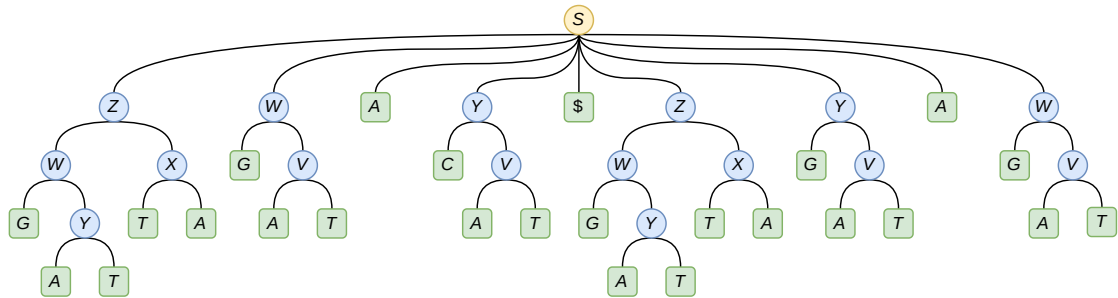 S
Z W A Y $ Z Y A W
W X G V C V W X G V G V
G Y T A A T A T G Y T A A T A T
A T A T